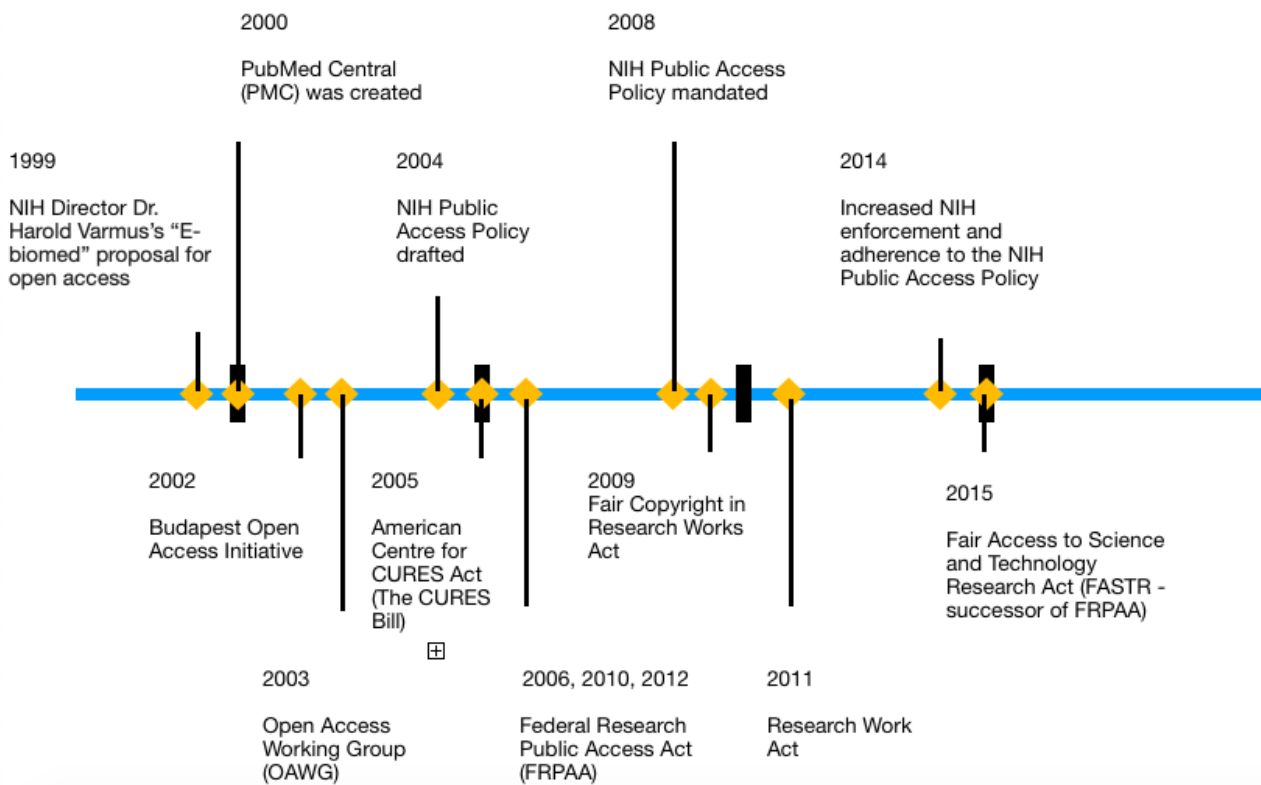 2000
PubMed Central
(PMC) was created
2008
NIH Public Access
Policy mandated
1999
NIH Director Dr.
Harold Varmus’s “E-
biomed” proposal for
open access
2004
NIH Public
Access Policy
drafted
2014
Increased NIH
enforcement and
adherence to the NIH
Public Access Policy
2002
Budapest Open
Access Initiative
2005
American
Centre for
CURES Act
(The CURES
Bill)
2009
Fair Copyright in
Research Works
Act
2015
Fair Access to Science
and Technology
Research Act (FASTR -
successor of FRPAA)
2003
Open Access
Working Group
(OAWG)
2006, 2010, 2012
Federal Research
Public Access Act
(FRPAA)
2011
Research Work
Act